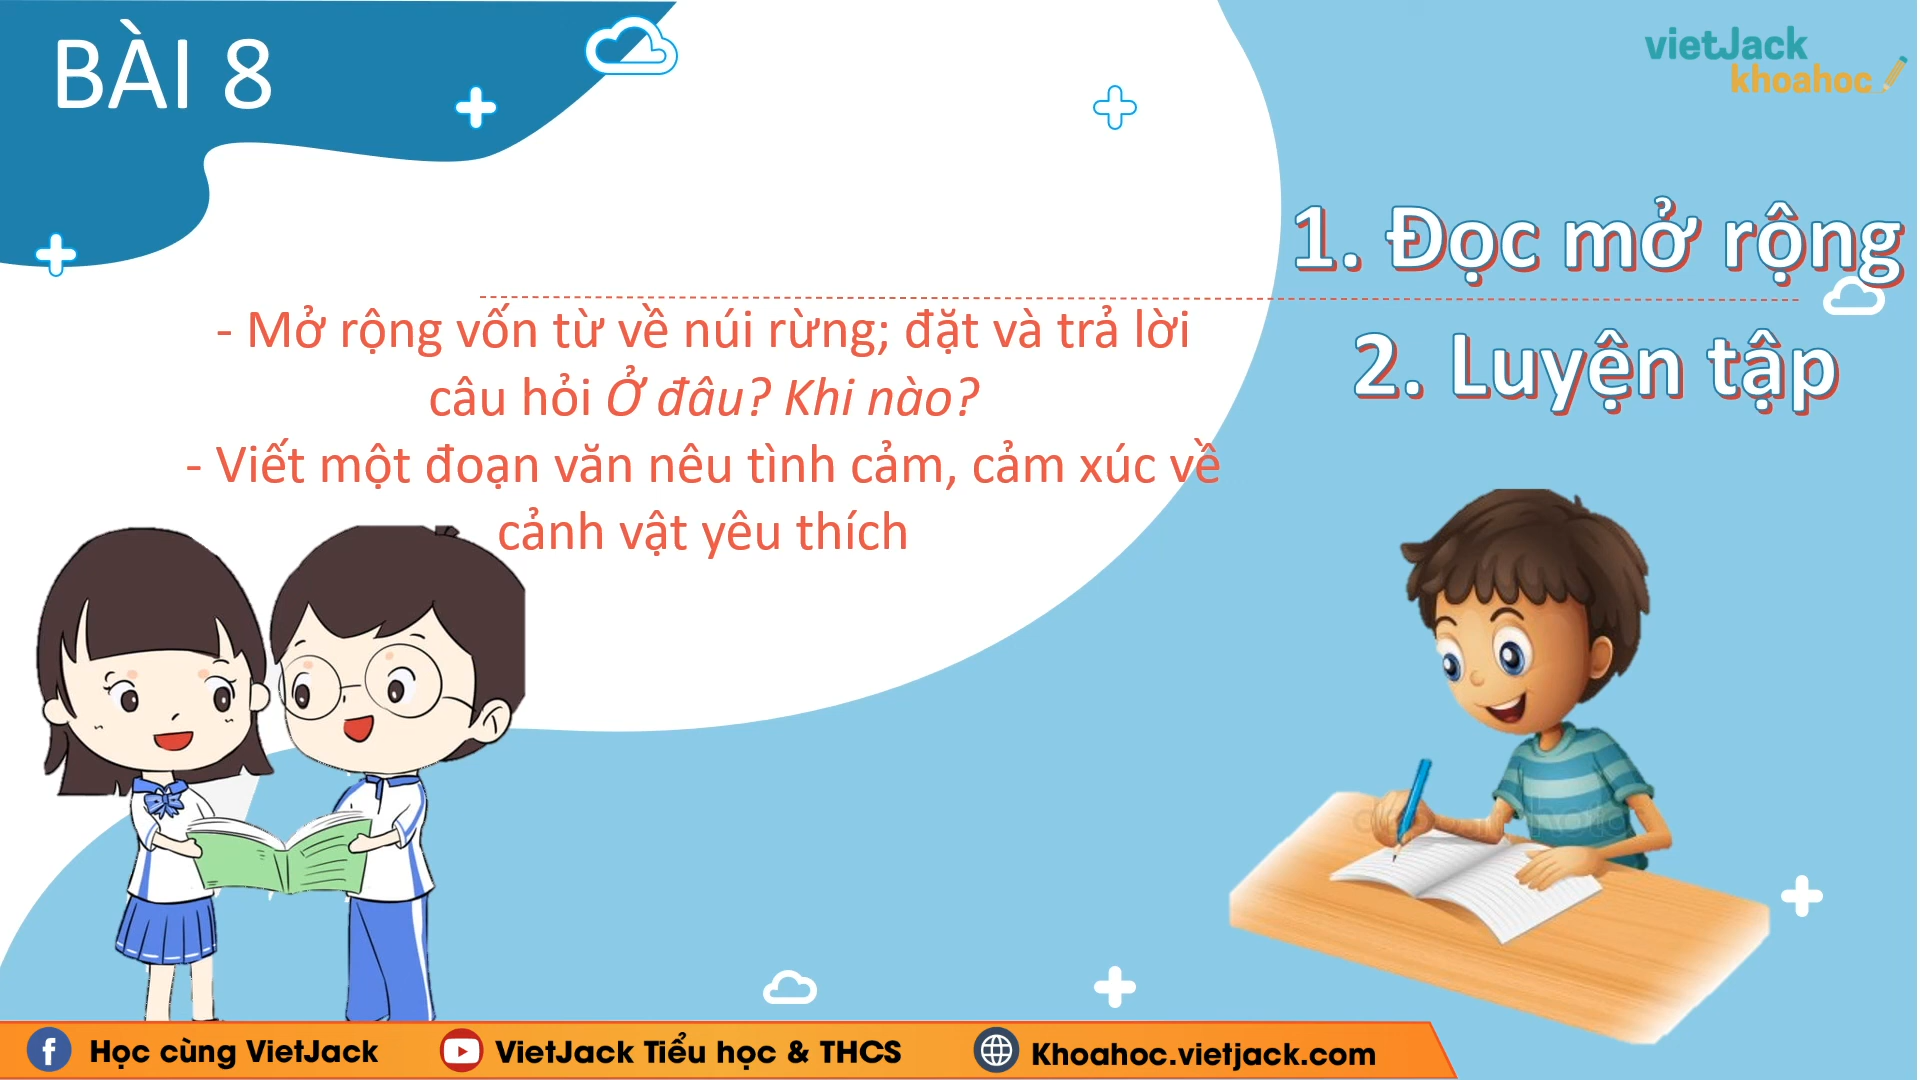 BÀI 8
vietJack
khoahoc
1. Đọc mở rộng
- Mở rộng vốn từ về núi rừng; đặt và trả lời
câu hỏi Ở đâu? Khi nào?
2. Luyện tập
- Viết một đoạn văn nêu tình cảm, cảm xúc về
cảnh vật yêu thích
Học cùng VietJack
VietJack Tiểu học & THCS
Khoahoc.vietjack.com